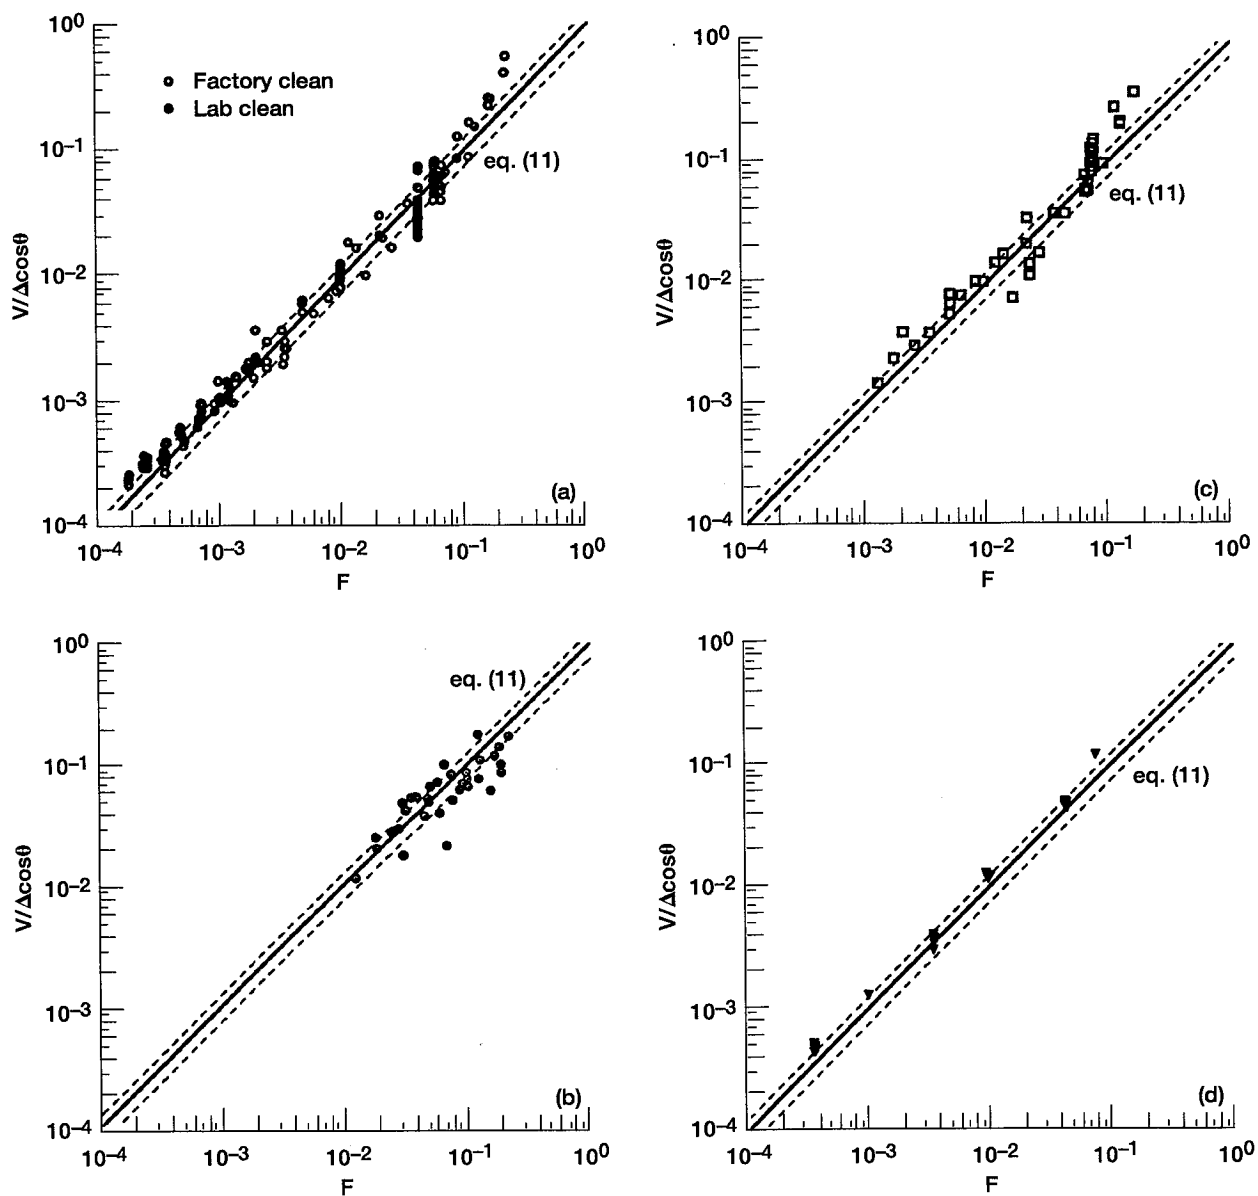 10⁰
10⁻¹
10⁻²
10⁻³
10⁻⁴
V/Δcosθ
Factory clean
Lab clean
eq. (11)
(a)
10⁻⁴ 10⁻³ 10⁻² 10⁻¹ 10⁰
F
10⁰
10⁻¹
10⁻²
10⁻³
10⁻⁴
V/Δcosθ
eq. (11)
(c)
10⁻⁴ 10⁻³ 10⁻² 10⁻¹ 10⁰
F
10⁰
10⁻¹
10⁻²
10⁻³
10⁻⁴
V/Δcosθ
eq. (11)
(b)
10⁻⁴ 10⁻³ 10⁻² 10⁻¹ 10⁰
F
10⁰
10⁻¹
10⁻²
10⁻³
10⁻⁴
V/Δcosθ
eq. (11)
(d)
10⁻⁴ 10⁻³ 10⁻² 10⁻¹ 10⁰
F